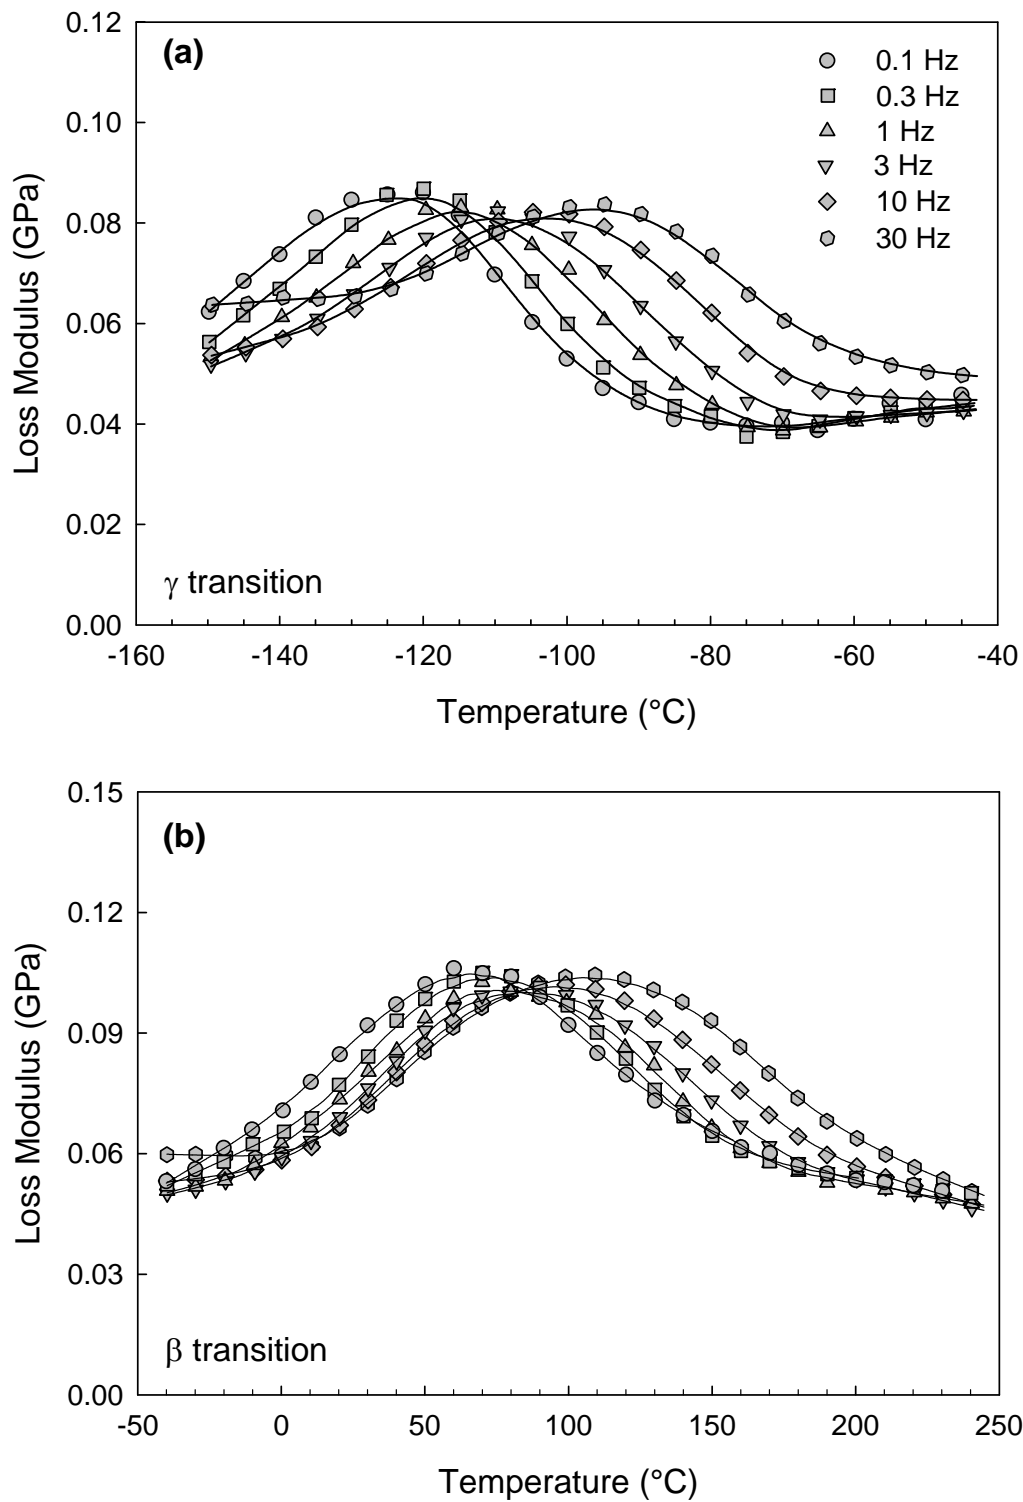 (a)
0.1 Hz
0.3 Hz
1 Hz
3 Hz
10 Hz
30 Hz
0.12
0.10
0.08
0.06
0.04
0.02
0.00
Loss Modulus (GPa)
γ transition
-160 -140 -120 -100 -80 -60 -40
Temperature (°C)
(b)
0.15
0.12
0.09
0.06
0.03
0.00
Loss Modulus (GPa)
β transition
-50 0 50 100 150 200 250
Temperature (°C)